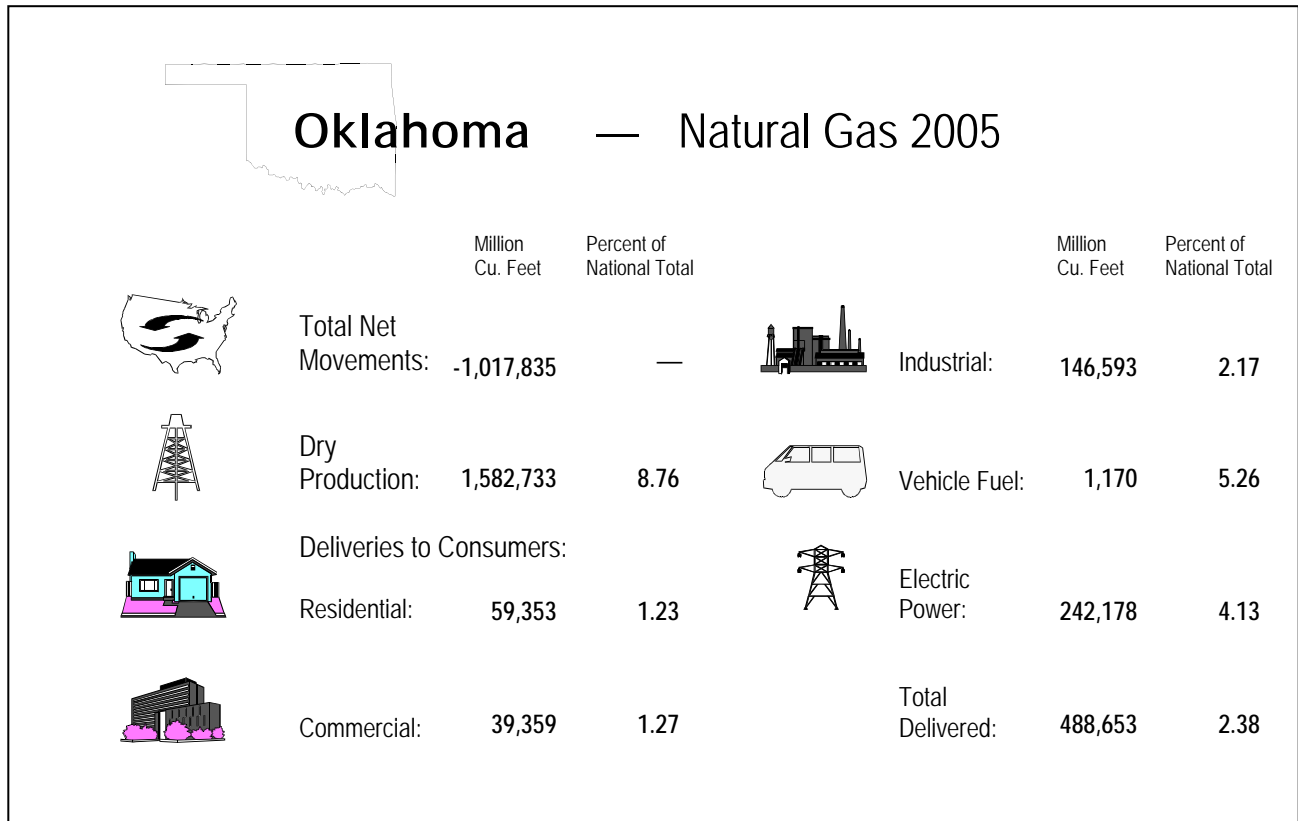 Oklahoma — Natural Gas 2005
Million Percent of Million Percent of
Cu. Feet National Total Cu. Feet National Total
Total Net
Movements: -1,017,835 — Industrial: 146,593 2.17
Dry
Production: 1,582,733 8.76 Vehicle Fuel: 1,170 5.26
Deliveries to Consumers:
Electric
Residential: 59,353 1.23 Power: 242,178 4.13
Total
Commercial: 39,359 1.27 Delivered: 488,653 2.38